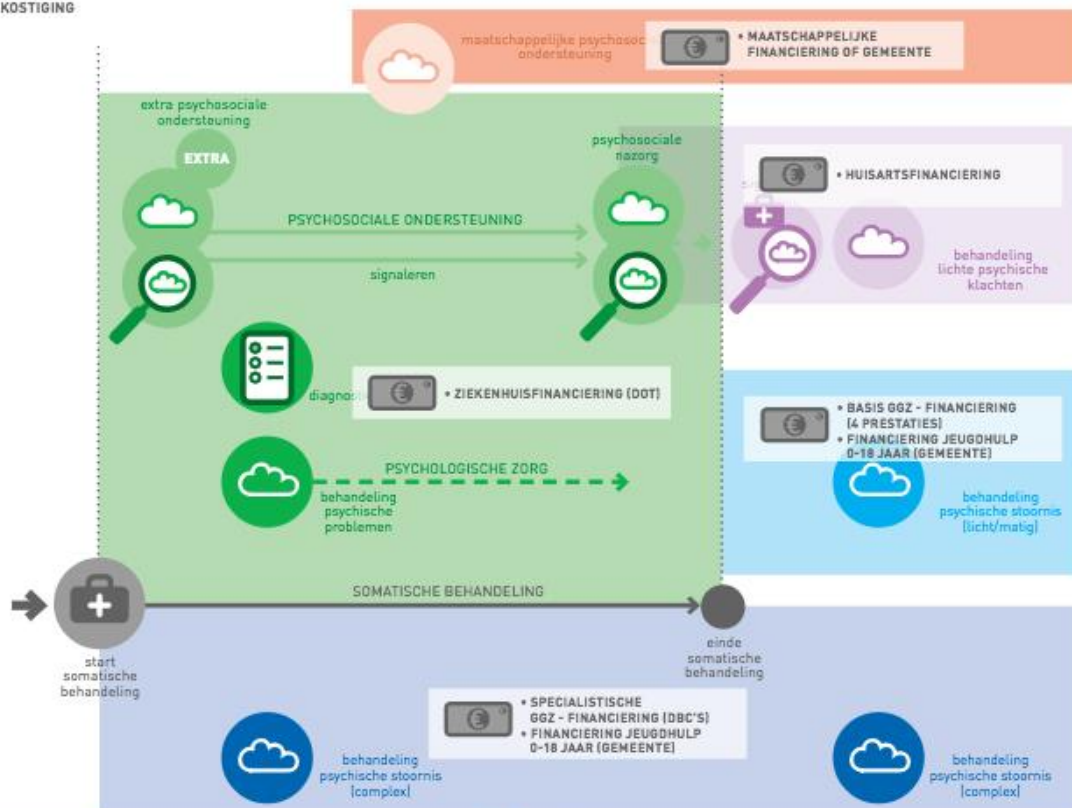 KOSTIGING
maatschappelijke psychosoc
ondersteuning
• MAATSCHAPPELIJKE
FINANCIERING OF GEMEENTE
extra psychosociale
ondersteuning
EXTRA
psychosociale
nazorg
• HUISARTSFINANCIERING
PSYCHOSOCIALE ONDERSTEUNING
signaleren
behandeling
lichte psychische
klachten
diagnos
• ZIEKENHUISFINANCIERING (DOT)
• BASIS GGZ - FINANCIERING
(4 PRESTATIES)
• FINANCIERING JEUGDHULP
0-18 JAAR (GEMEENTE)
PSYCHOLOGISCHE ZORG
behandeling
psychische
problemen
behandeling
psychische stoornis
(licht/matig)
SOMATISCHE BEHANDELING
start
somatische
behandeling
einde
somatische
behandeling
• SPECIALISTISCHE
GGZ - FINANCIERING (DBC'S)
• FINANCIERING JEUGDHULP
0-18 JAAR (GEMEENTE)
behandeling
psychische stoornis
(complex)
behandeling
psychische stoornis
(complex)